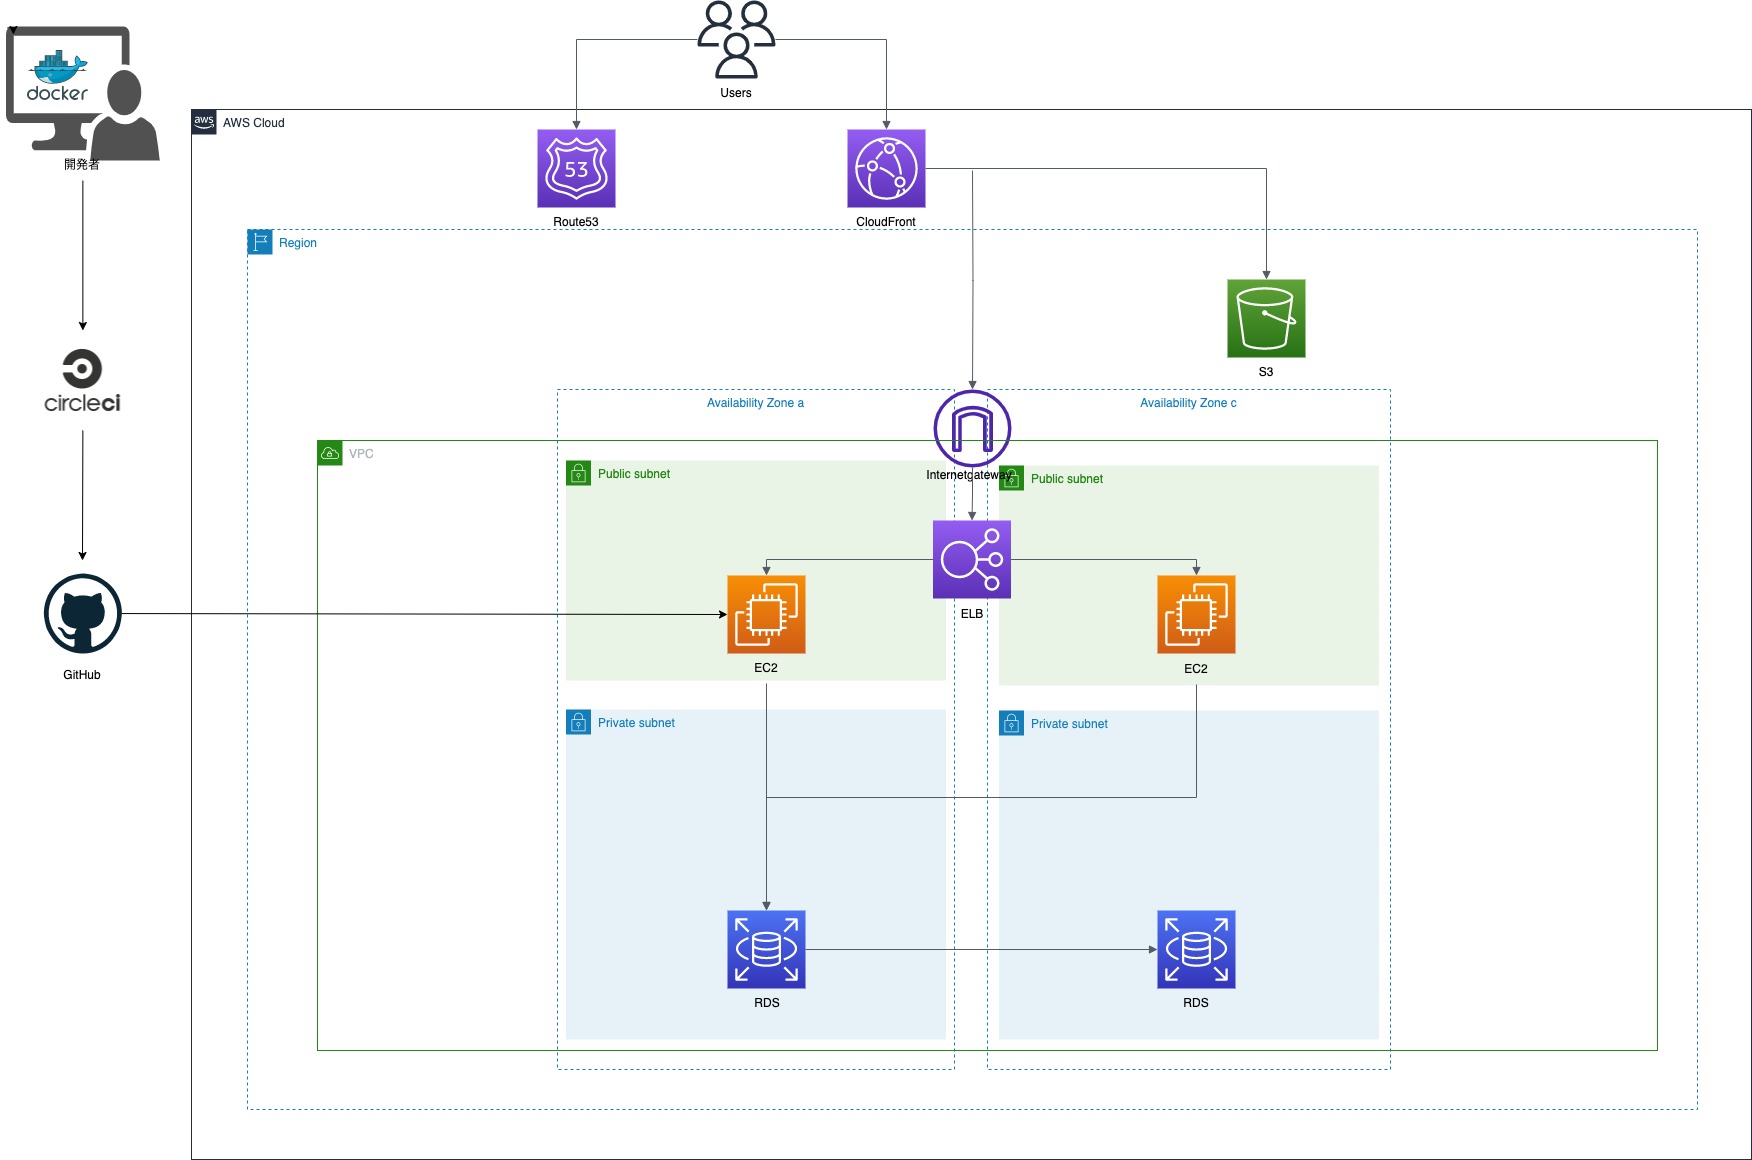 docker
開発者
Users
aws
AWS Cloud
53
Route53
CloudFront
Region
S3
circleci
Availability Zone a
Availability Zone c
VPC
Public subnet
Internetgateway
Public subnet
ELB
EC2
EC2
GitHub
Private subnet
Private subnet
RDS
RDS